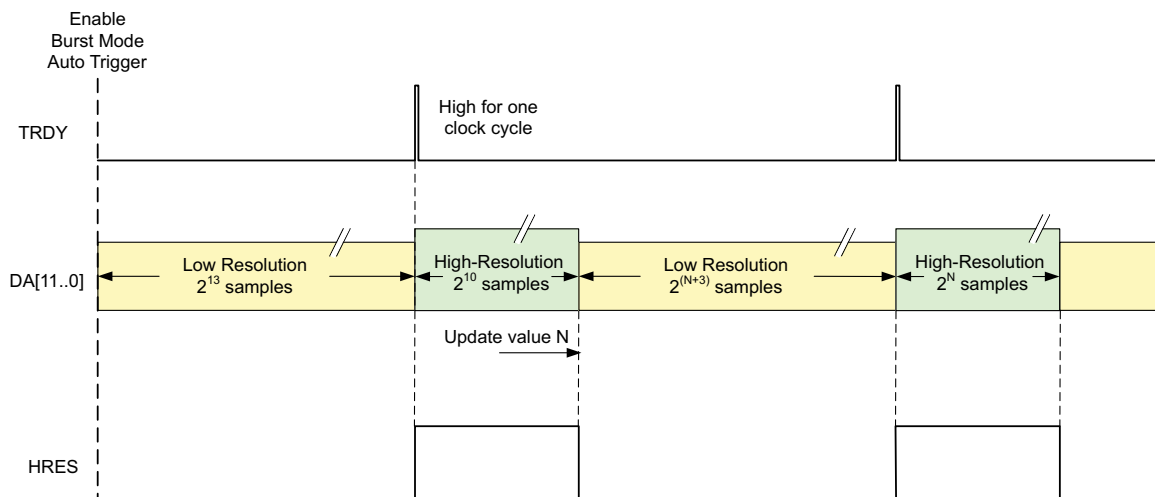 Enable
Burst Mode
Auto Trigger
TRDY
High for one
clock cycle
DA[11..0]
Low Resolution
2^13 samples
High-Resolution
2^10 samples
Low Resolution
2^(N+3) samples
High-Resolution
2^N samples
Update value N
HRES